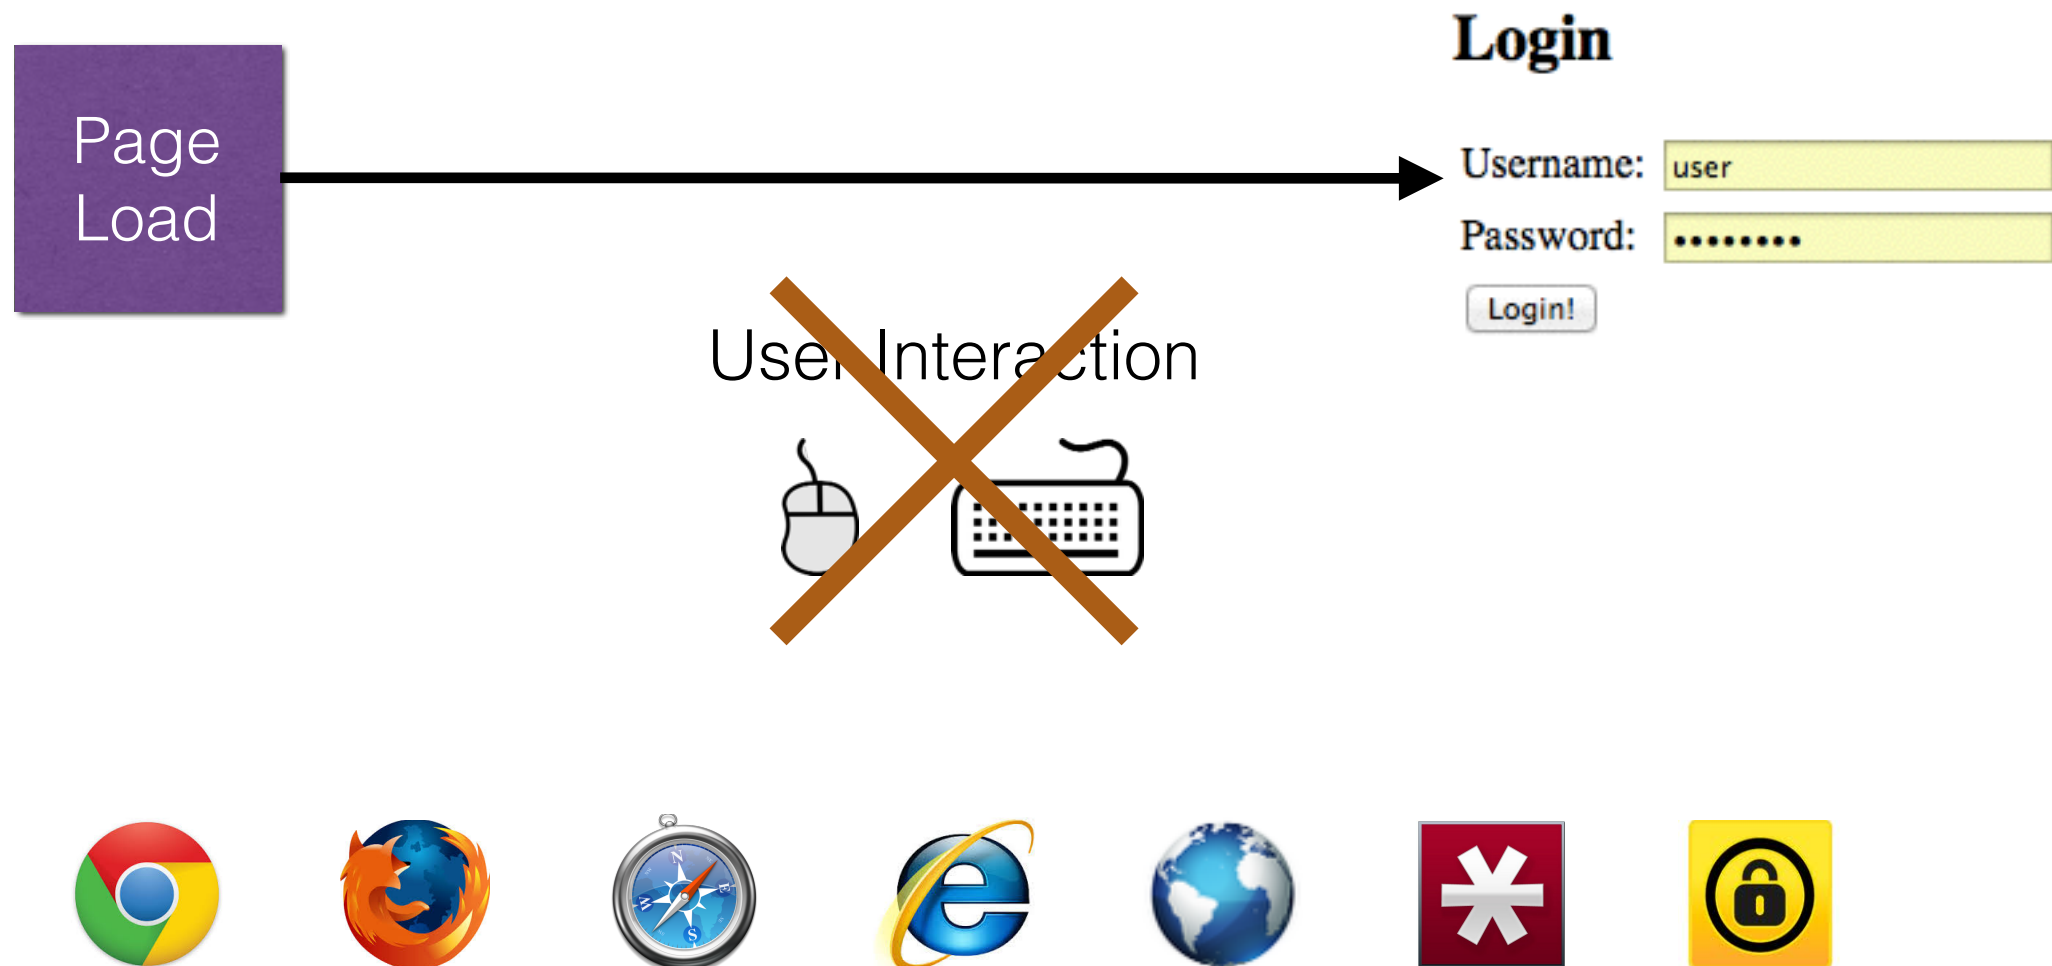 Login
Page
Load
Username: user
Password: ••••••••
Login!
User Interaction
N
E
S
W